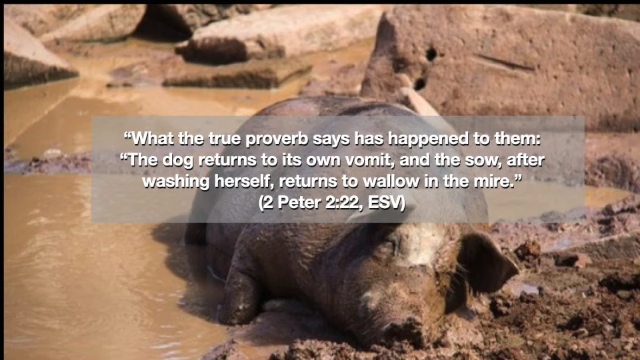 “What the true proverb says has happened to them:
“The dog returns to its own vomit, and the sow, after
washing herself, returns to wallow in the mire.”
(2 Peter 2:22, ESV)